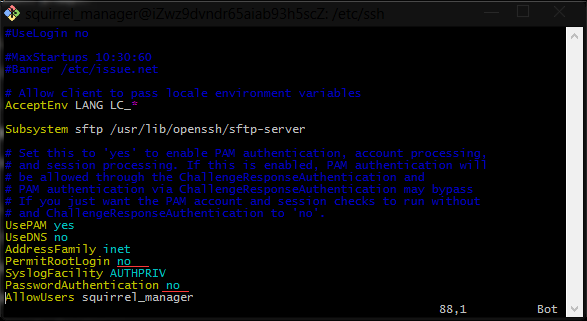 squirrel_manager@iZwz9dvndr65aiab93h5scZ: /etc/ssh
#UseLogin no
#MaxStartups 10:30:60
#Banner /etc/issue.net
# Allow client to pass locale environment variables
AcceptEnv LANG LC_*
Subsystem sftp /usr/lib/openssh/sftp-server
# Set this to 'yes' to enable PAM authentication, account processing,
# and session processing. If this is enabled, PAM authentication will
# be allowed through the ChallengeResponseAuthentication and
# PAM authentication via ChallengeResponseAuthentication may bypass
# If you just want the PAM account and session checks to run without
# and ChallengeResponseAuthentication to 'no'.
UsePAM yes
UseDNS no
AddressFamily inet
PermitRootLogin no
SyslogFacility AUTHPRIV
PasswordAuthentication no
AllowUsers squirrel_manager
88,1 Bot